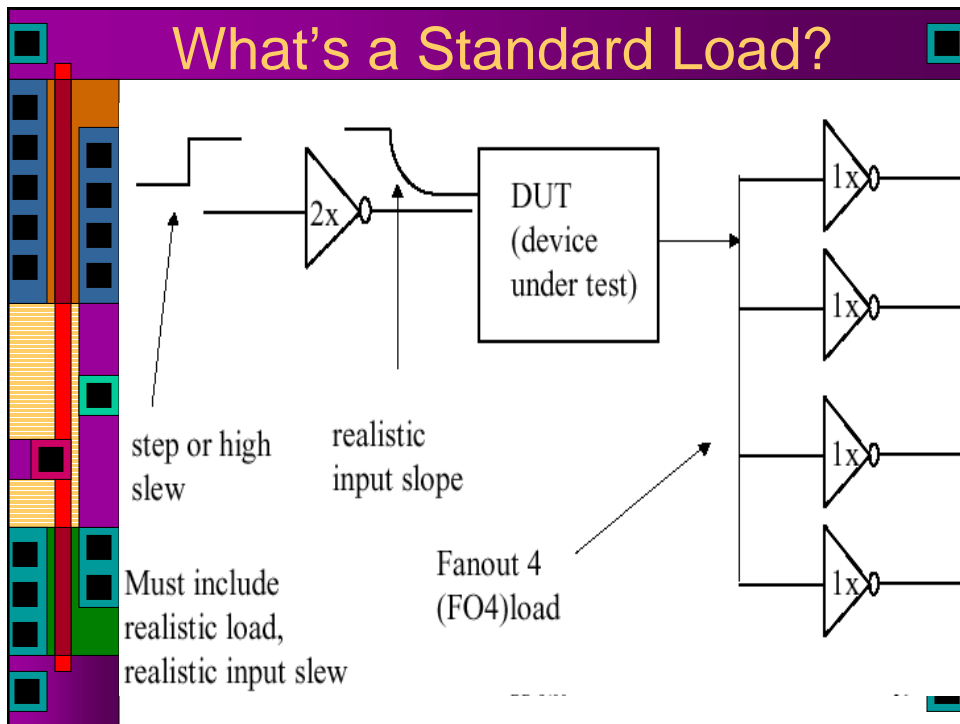 What's a Standard Load?
2x
DUT
(device
under test)
1x
1x
1x
1x
step or high
slew
realistic
input slope
Fanout 4
(FO4)load
Must include
realistic load,
realistic input slew